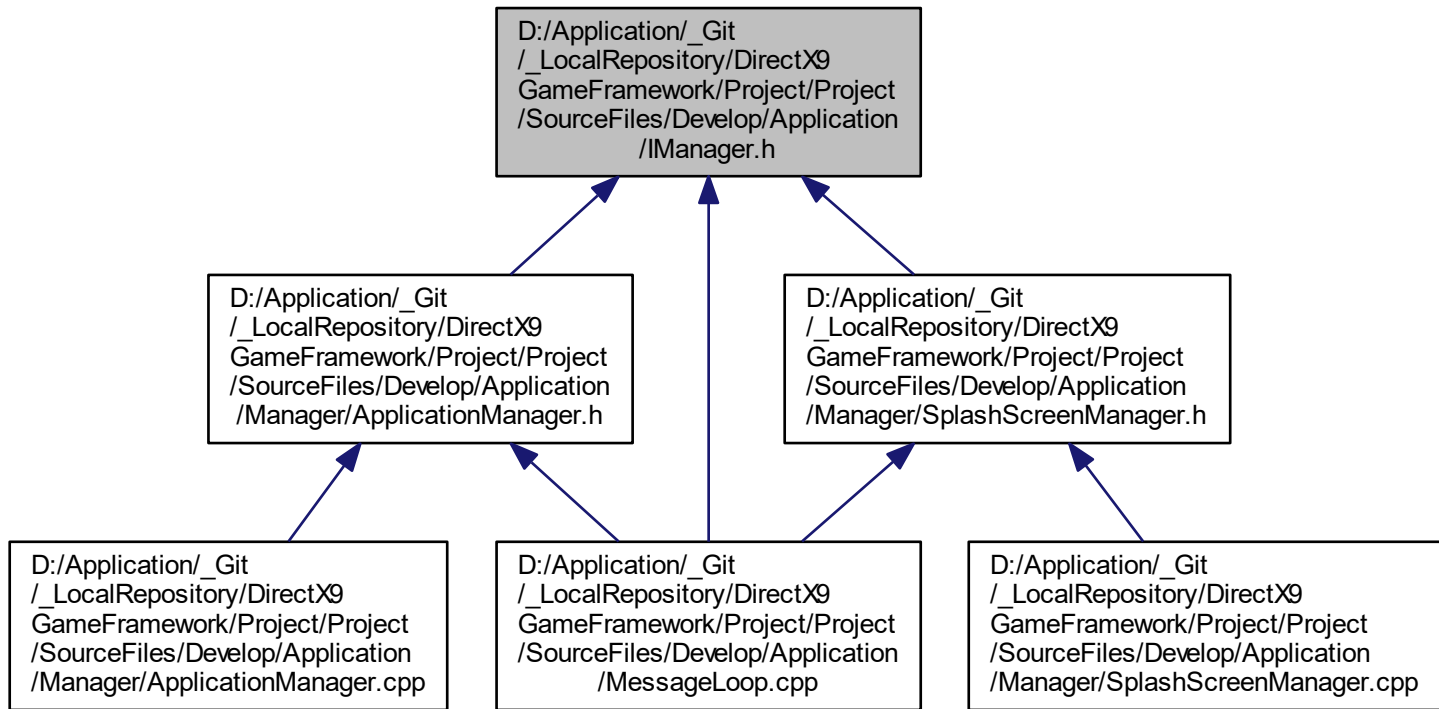 D:/Application/_Git
/_LocalRepository/DirectX9
GameFramework/Project/Project
/SourceFiles/Develop/Application
/IManager.h
D:/Application/_Git
/_LocalRepository/DirectX9
GameFramework/Project/Project
/SourceFiles/Develop/Application
/Manager/ApplicationManager.h
D:/Application/_Git
/_LocalRepository/DirectX9
GameFramework/Project/Project
/SourceFiles/Develop/Application
/Manager/SplashScreenManager.h
D:/Application/_Git
/_LocalRepository/DirectX9
GameFramework/Project/Project
/SourceFiles/Develop/Application
/Manager/ApplicationManager.cpp
D:/Application/_Git
/_LocalRepository/DirectX9
GameFramework/Project/Project
/SourceFiles/Develop/Application
/MessageLoop.cpp
D:/Application/_Git
/_LocalRepository/DirectX9
GameFramework/Project/Project
/SourceFiles/Develop/Application
/Manager/SplashScreenManager.cpp